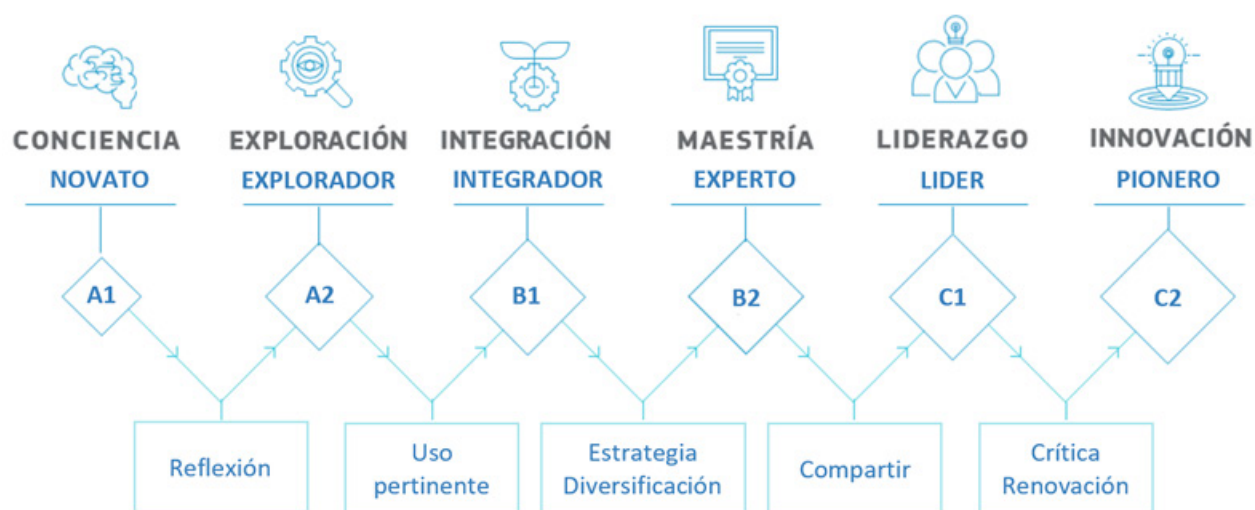 CONCIENCIA EXPLORACIÓN INTEGRACIÓN MAESTRÍA LIDERAZGO INNOVACIÓN
NOVATO EXPLORADOR INTEGRADOR EXPERTO LIDER PIONERO
A1 A2 B1 B2 C1 C2
Reflexión
Uso
pertinente
Estrategia
Diversificación
Compartir
Crítica
Renovación